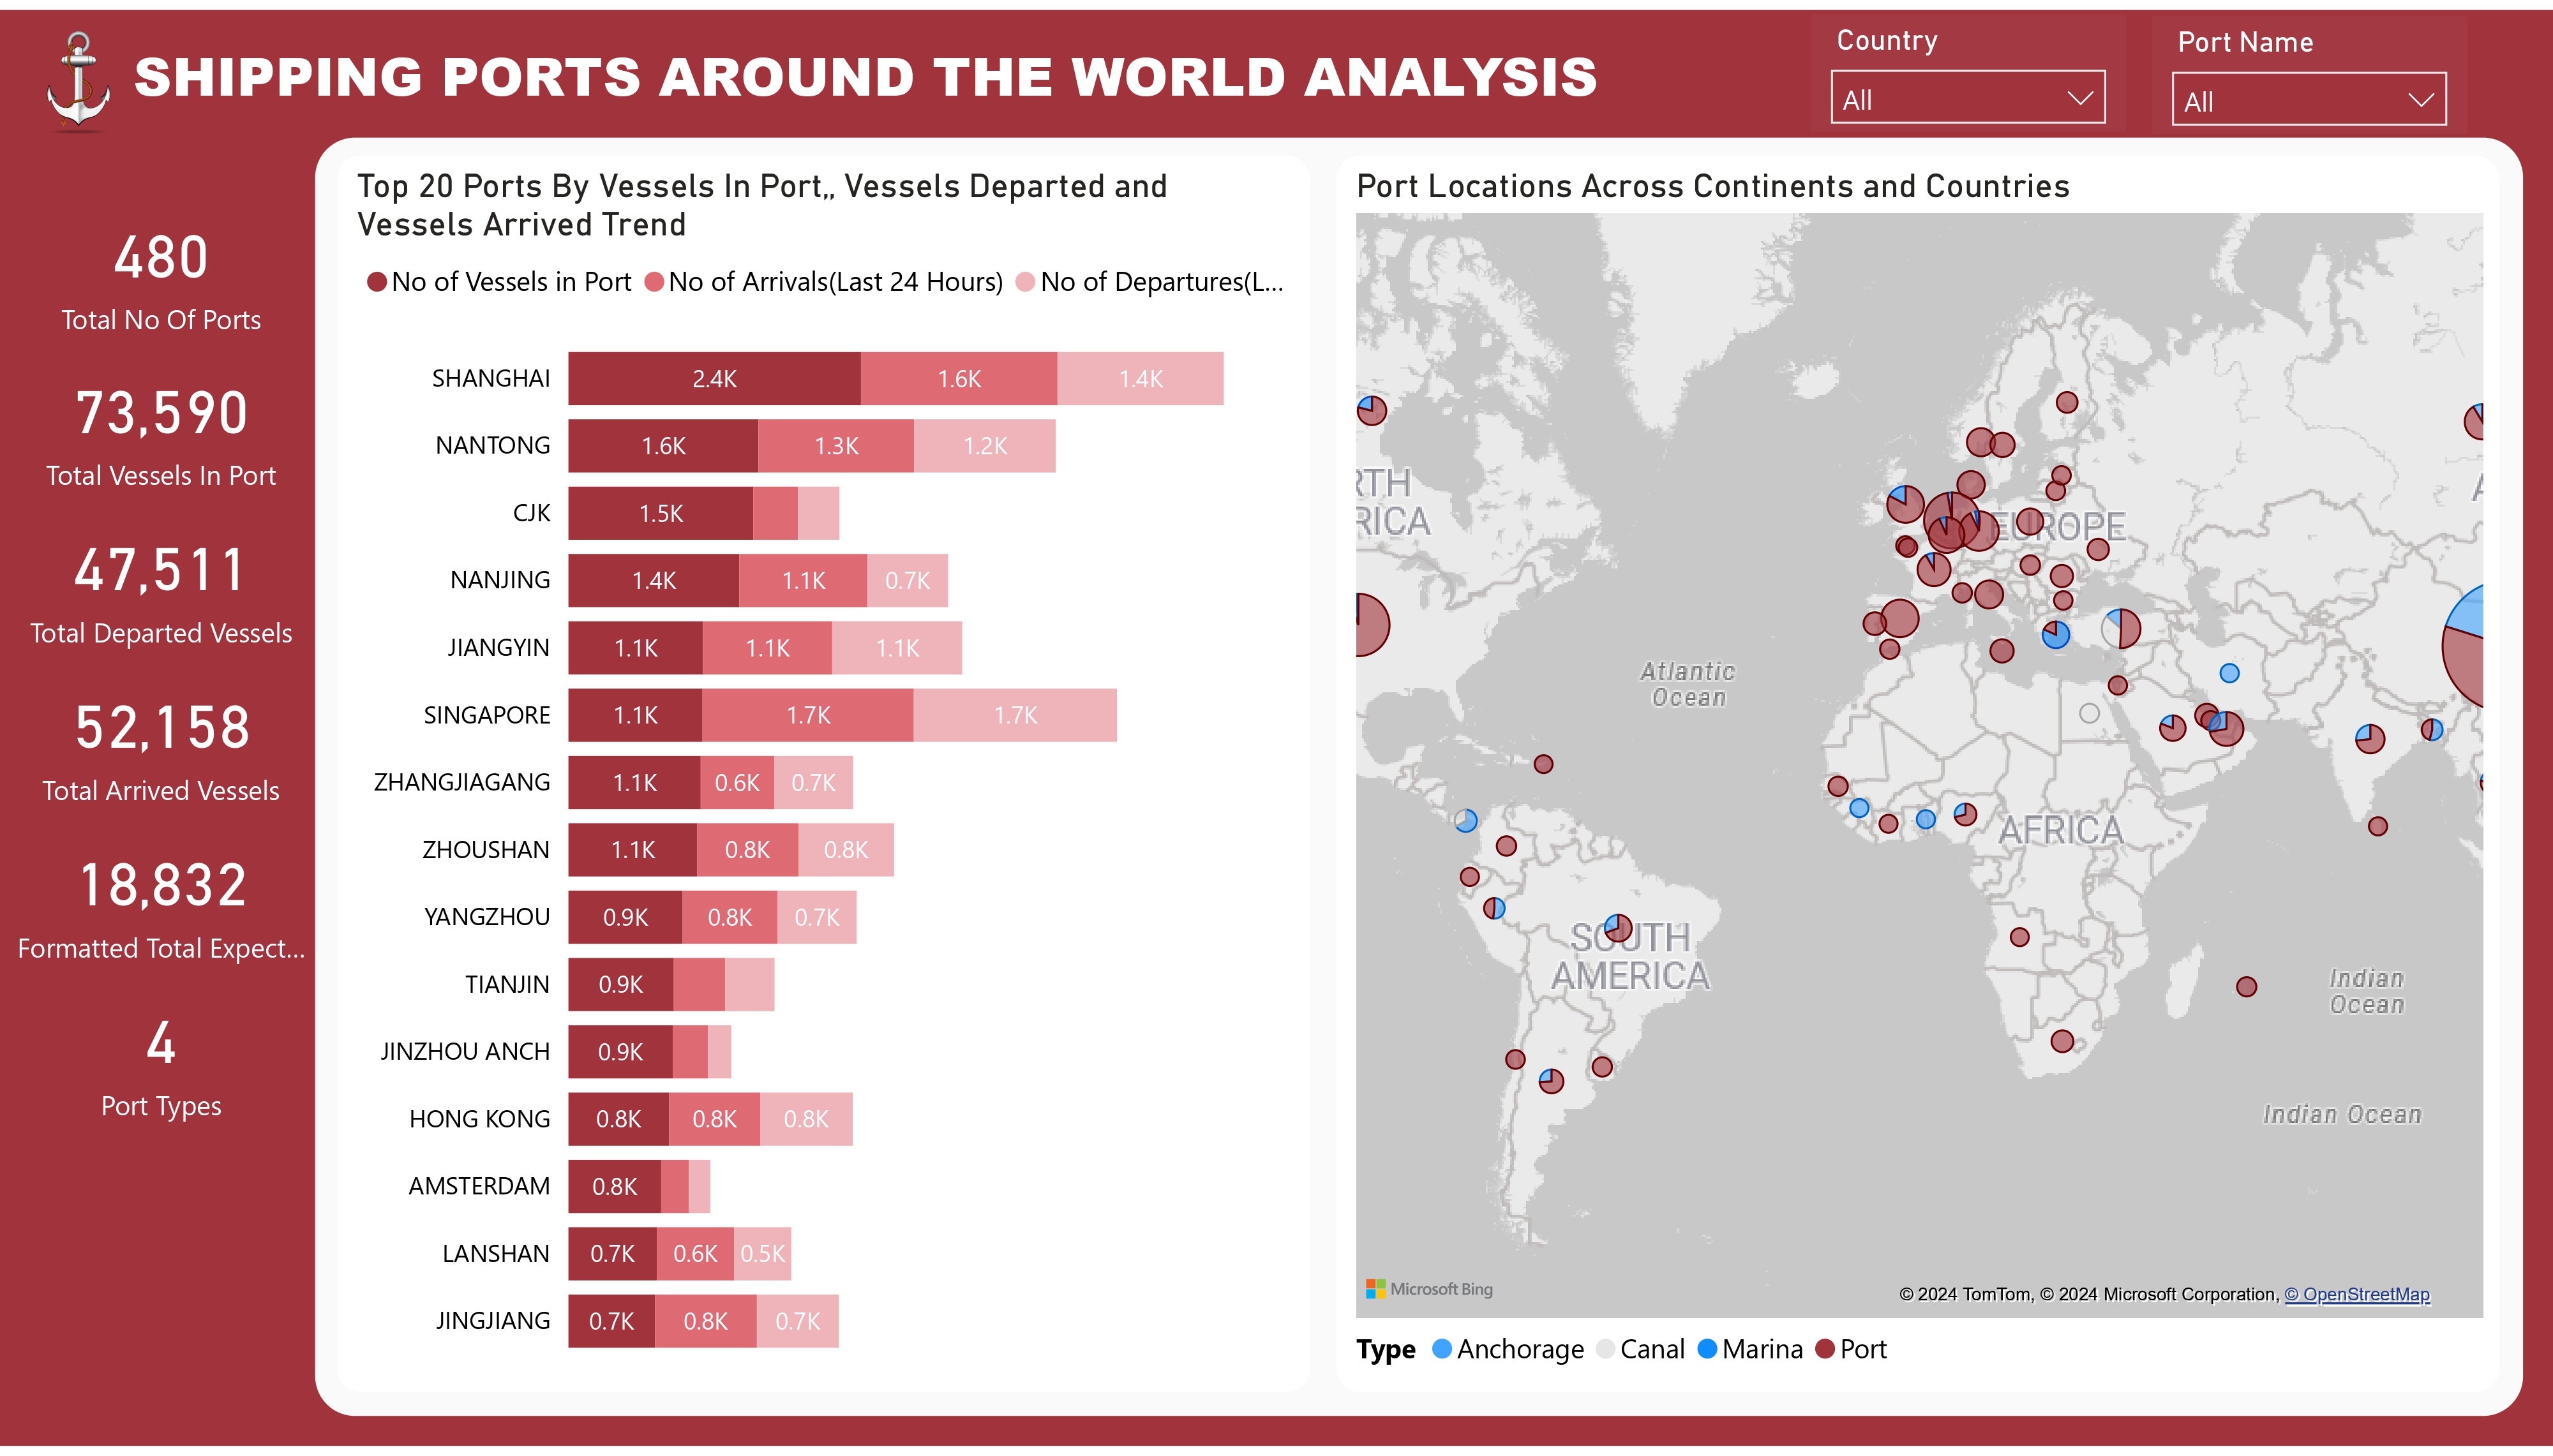 SHIPPING PORTS AROUND THE WORLD ANALYSIS
Country
All
Port Name
All
480
Total No Of Ports
73,590
Total Vessels In Port
47,511
Total Departed Vessels
52,158
Total Arrived Vessels
18,832
Formatted Total Expect...
4
Port Types
Top 20 Ports By Vessels In Port,, Vessels Departed and
Vessels Arrived Trend
No of Vessels in Port No of Arrivals(Last 24 Hours) No of Departures(L...
SHANGHAI 2.4K 1.6K 1.4K
NANTONG 1.6K 1.3K 1.2K
CJK 1.5K
NANJING 1.4K 1.1K 0.7K
JIANGYIN 1.1K 1.1K 1.1K
SINGAPORE 1.1K 1.7K 1.7K
ZHANGJIAGANG 1.1K 0.6K 0.7K
ZHOUSHAN 1.1K 0.8K 0.8K
YANGZHOU 0.9K 0.8K 0.7K
TIANJIN 0.9K
JINZHOU ANCH 0.9K
HONG KONG 0.8K 0.8K 0.8K
AMSTERDAM 0.8K
LANSHAN 0.7K 0.6K 0.5K
JINGJIANG 0.7K 0.8K 0.7K
Port Locations Across Continents and Countries
RTH
RICA
EUROPE
A
Atlantic
Ocean
AFRICA
SOUTH
AMERICA
Indian
Ocean
Indian Ocean
Microsoft Bing
© 2024 TomTom, © 2024 Microsoft Corporation, © OpenStreetMap
Type Anchorage Canal Marina Port